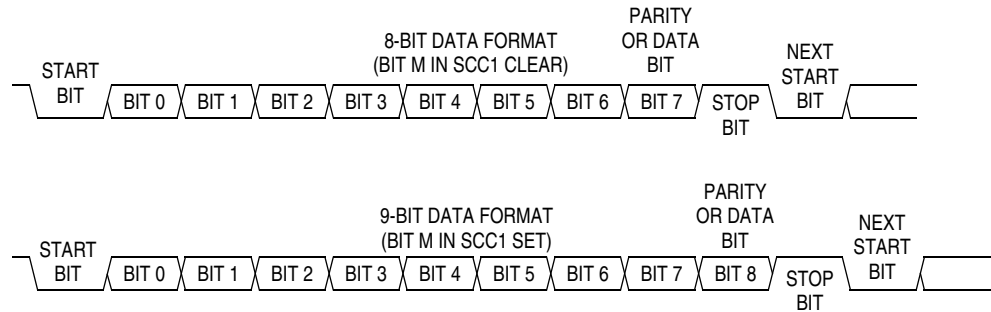 8-BIT DATA FORMAT
(BIT M IN SCC1 CLEAR)
PARITY
OR DATA
BIT
START
BIT
BIT 0
BIT 1
BIT 2
BIT 3
BIT 4
BIT 5
BIT 6
BIT 7
STOP
BIT
NEXT
START
BIT
9-BIT DATA FORMAT
(BIT M IN SCC1 SET)
PARITY
OR DATA
BIT
START
BIT
BIT 0
BIT 1
BIT 2
BIT 3
BIT 4
BIT 5
BIT 6
BIT 7
BIT 8
STOP
BIT
NEXT
START
BIT